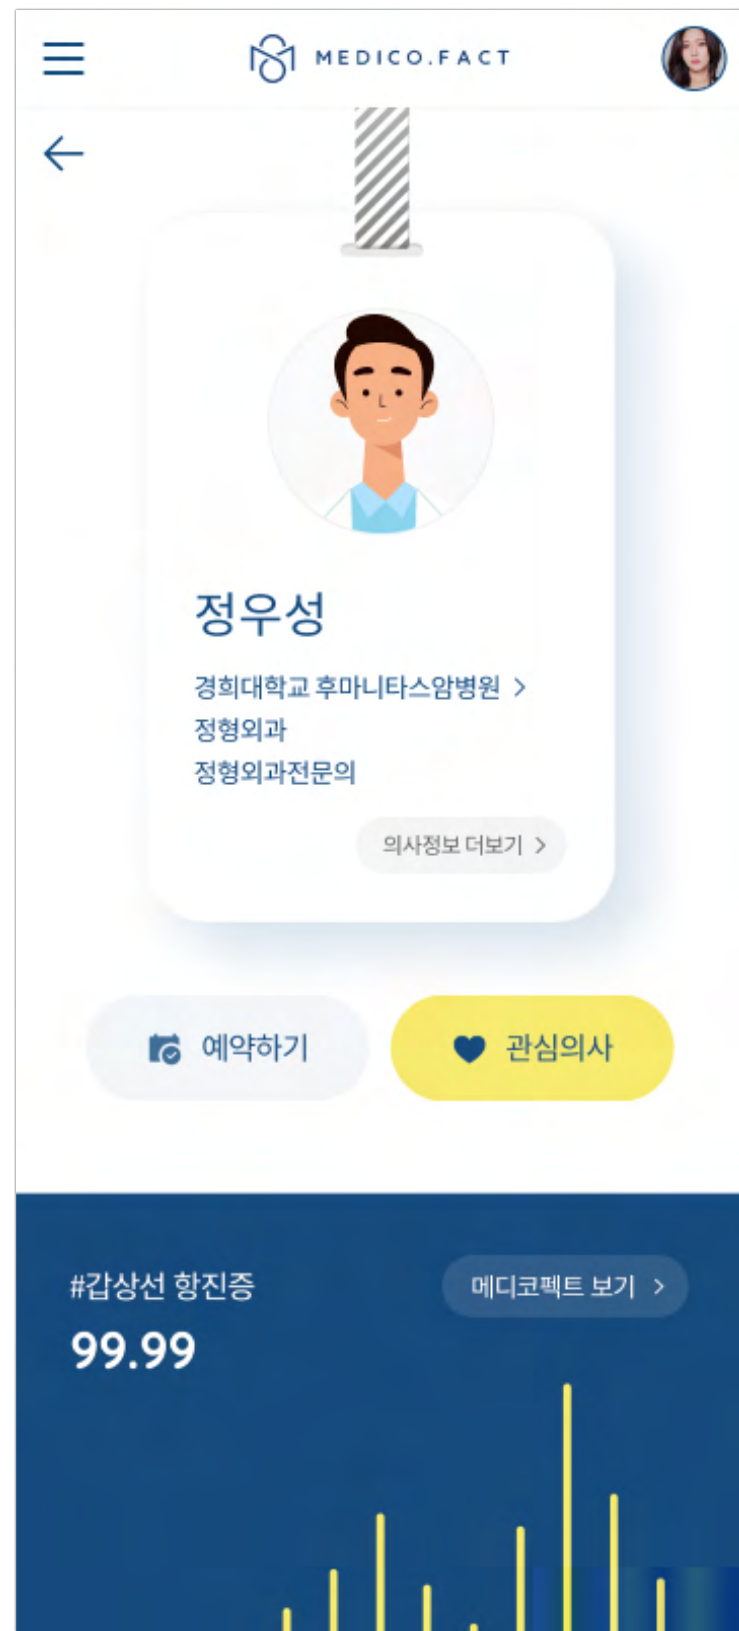 MEDICO.FACT
정우성
경희대학교 후마니타스암병원 >
정형외과
정형외과전문의
의사정보 더보기 >
예약하기
관심의사
#갑상선 항진증
메디코펙트 보기 >
99.99